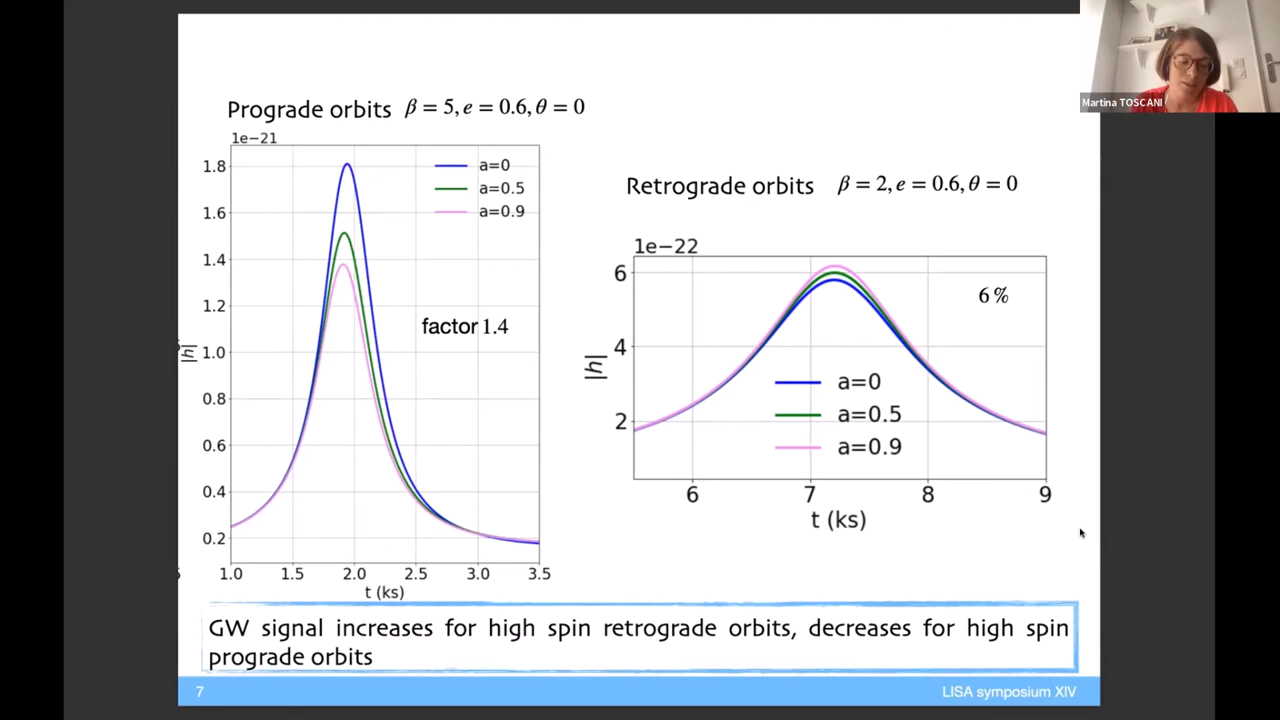 Martina TOSCANI
Prograde orbits β = 5, e = 0.6, θ = 0
1e−21
1.8
1.6
1.4
1.2
1.0
0.8
0.6
0.4
0.2
|h|
a=0
a=0.5
a=0.9
factor 1.4
1.0 1.5 2.0 2.5 3.0 3.5
t (ks)
Retrograde orbits β = 2, e = 0.6, θ = 0
1e−22
6
4
2
|h|
6 %
a=0
a=0.5
a=0.9
6 7 8 9
t (ks)
GW signal increases for high spin retrograde orbits, decreases for high spin
prograde orbits
7 LISA symposium XIV